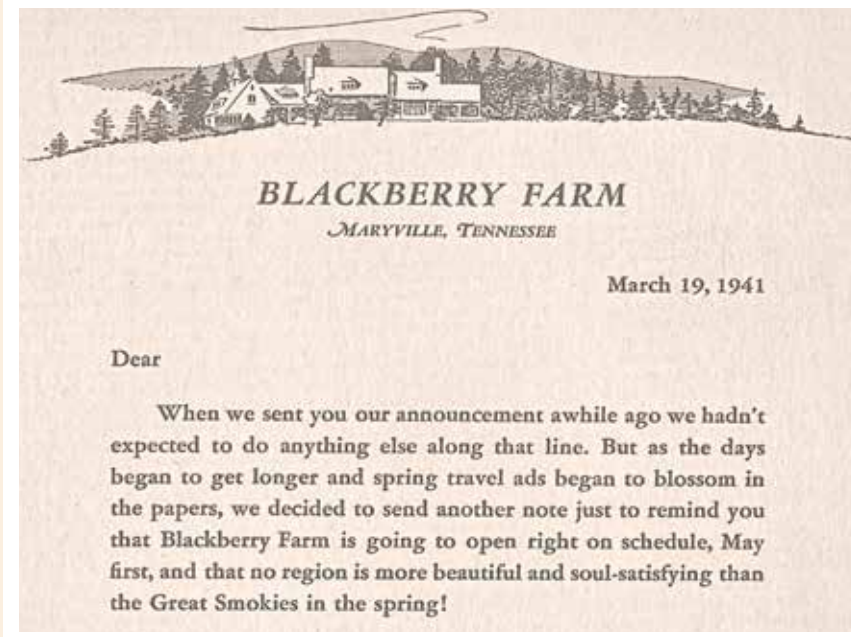 BLACKBERRY FARM
MARYVILLE, TENNESSEE
March 19, 1941
Dear
When we sent you our announcement awhile ago we hadn't
expected to do anything else along that line. But as the days
began to get longer and spring travel ads began to blossom in
the papers, we decided to send another note just to remind you
that Blackberry Farm is going to open right on schedule, May
first, and that no region is more beautiful and soul-satisfying than
the Great Smokies in the spring!